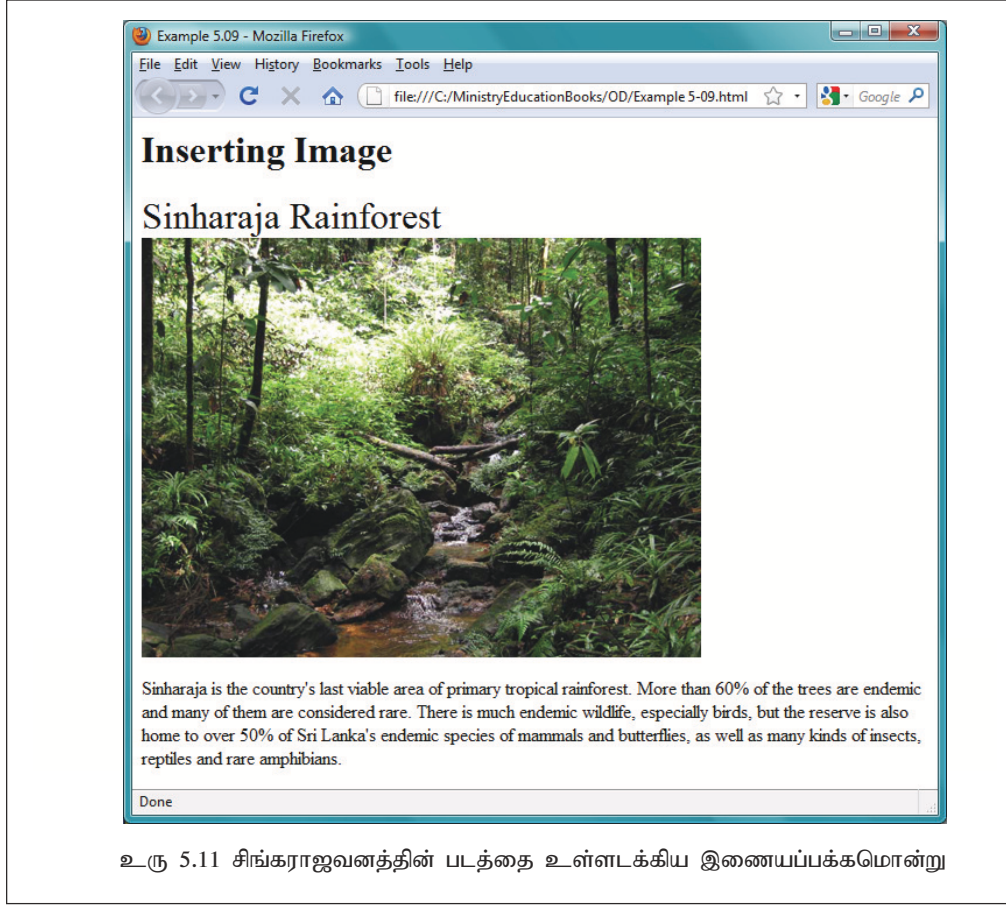 Example 5.09 - Mozilla Firefox
File Edit View History Bookmarks Tools Help
file:///C:/MinistryEducationBooks/OD/Example 5-09.html Google
Inserting Image
Sinharaja Rainforest
Sinharaja is the country's last viable area of primary tropical rainforest. More than 60% of the trees are endemic
and many of them are considered rare. There is much endemic wildlife, especially birds, but the reserve is also
home to over 50% of Sri Lanka's endemic species of mammals and butterflies, as well as many kinds of insects,
reptiles and rare amphibians.
Done
உரு 5.11 சிங்கராஜவனத்தின் படத்தை உள்ளடக்கிய இணையப்பக்கமொன்று